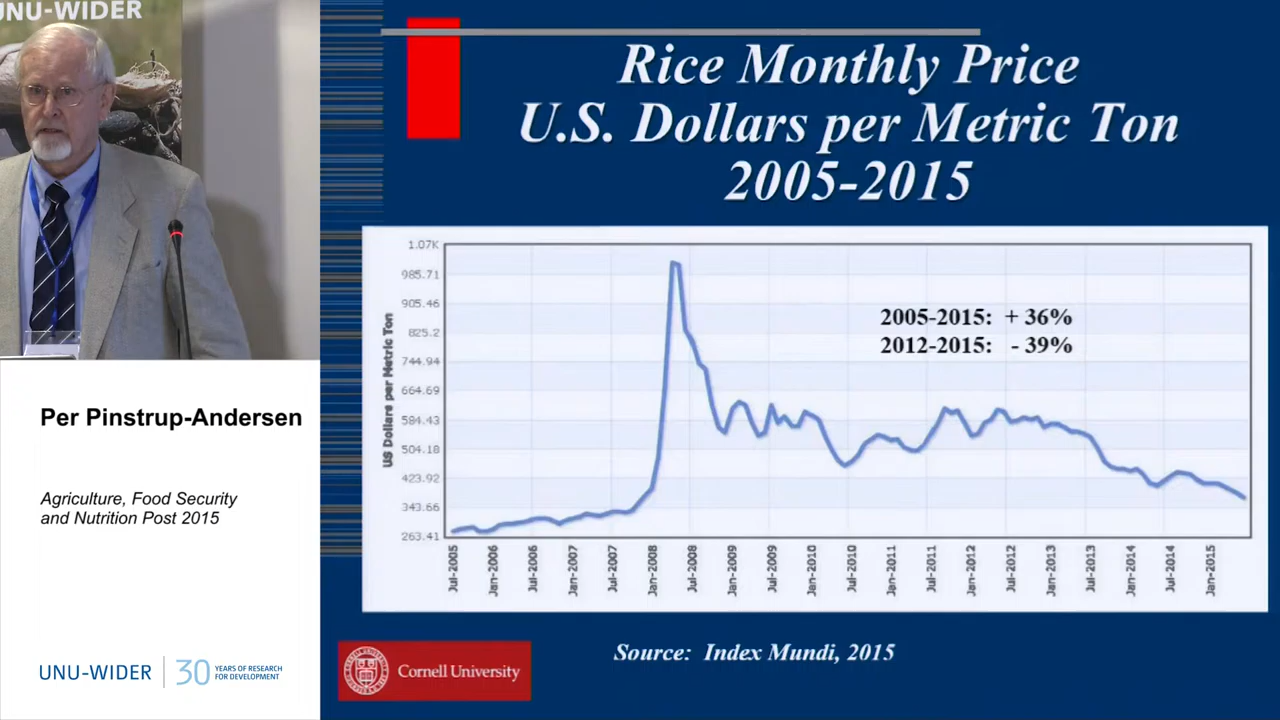 UNU-WIDER
Rice Monthly Price
U.S. Dollars per Metric Ton
2005-2015
1.07K
985.71
905.46
825.2
744.94
664.69
584.43
504.18
423.92
343.66
263.41
US Dollars per Metric Ton
2005-2015: + 36%
2012-2015: - 39%
Jul-2005
Jan-2006
Jul-2006
Jan-2007
Jul-2007
Jan-2008
Jul-2008
Jan-2009
Jul-2009
Jan-2010
Jul-2010
Jan-2011
Jul-2011
Jan-2012
Jul-2012
Jan-2013
Jul-2013
Jan-2014
Jul-2014
Jan-2015
Source: Index Mundi, 2015
Cornell University
Per Pinstrup-Andersen
Agriculture, Food Security
and Nutrition Post 2015
UNU-WIDER
30
YEARS OF RESEARCH
FOR DEVELOPMENT